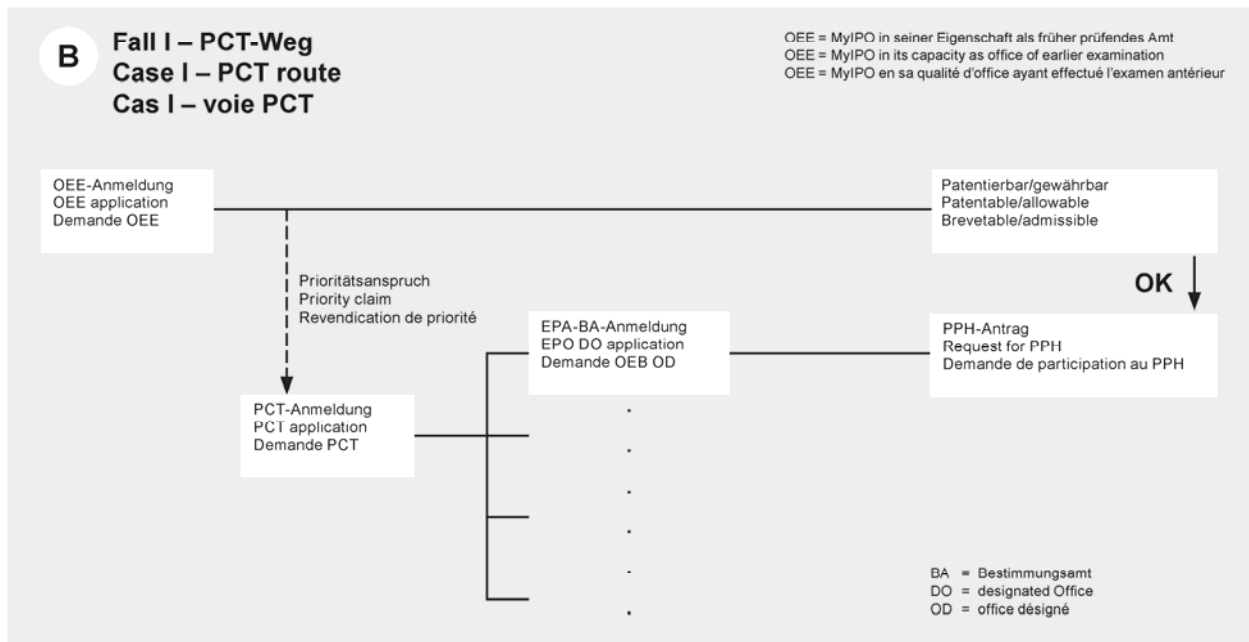 B
Fall I – PCT-Weg
Case I – PCT route
Cas I – voie PCT
OEE = MyIPO in seiner Eigenschaft als früher prüfendes Amt
OEE = MyIPO in its capacity as office of earlier examination
OEE = MyIPO en sa qualité d'office ayant effectué l'examen antérieur
OEE-Anmeldung
OEE application
Demande OEE
Patentierbar/gewährbar
Patentable/allowable
Brevetable/admissible
Prioritätsanspruch
Priority claim
Revendication de priorité
OK
EPA-BA-Anmeldung
EPO DO application
Demande OEB OD
PPH-Antrag
Request for PPH
Demande de participation au PPH
PCT-Anmeldung
PCT application
Demande PCT
BA = Bestimmungsamt
DO = designated Office
OD = office désigné